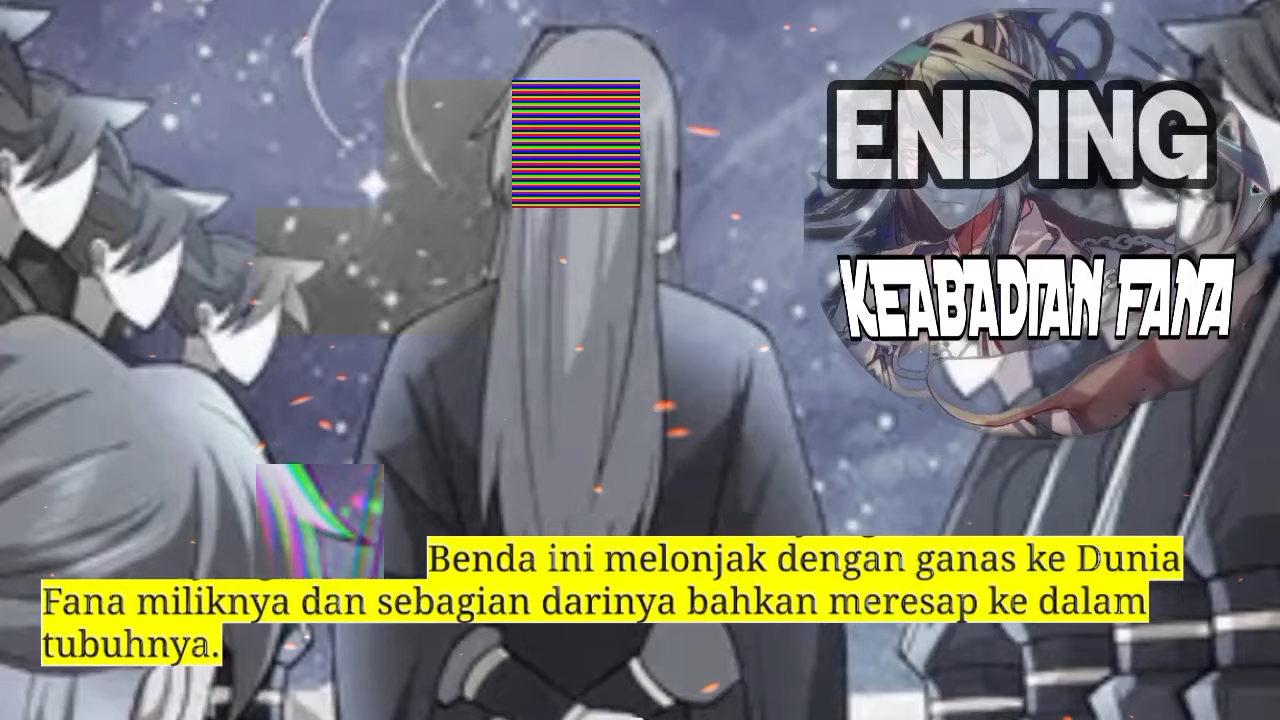 ENDING
KEABADIAN FANA
Benda ini melonjak dengan ganas ke Dunia
Fana miliknya dan sebagian darinya bahkan meresap ke dalam
tubuhnya.